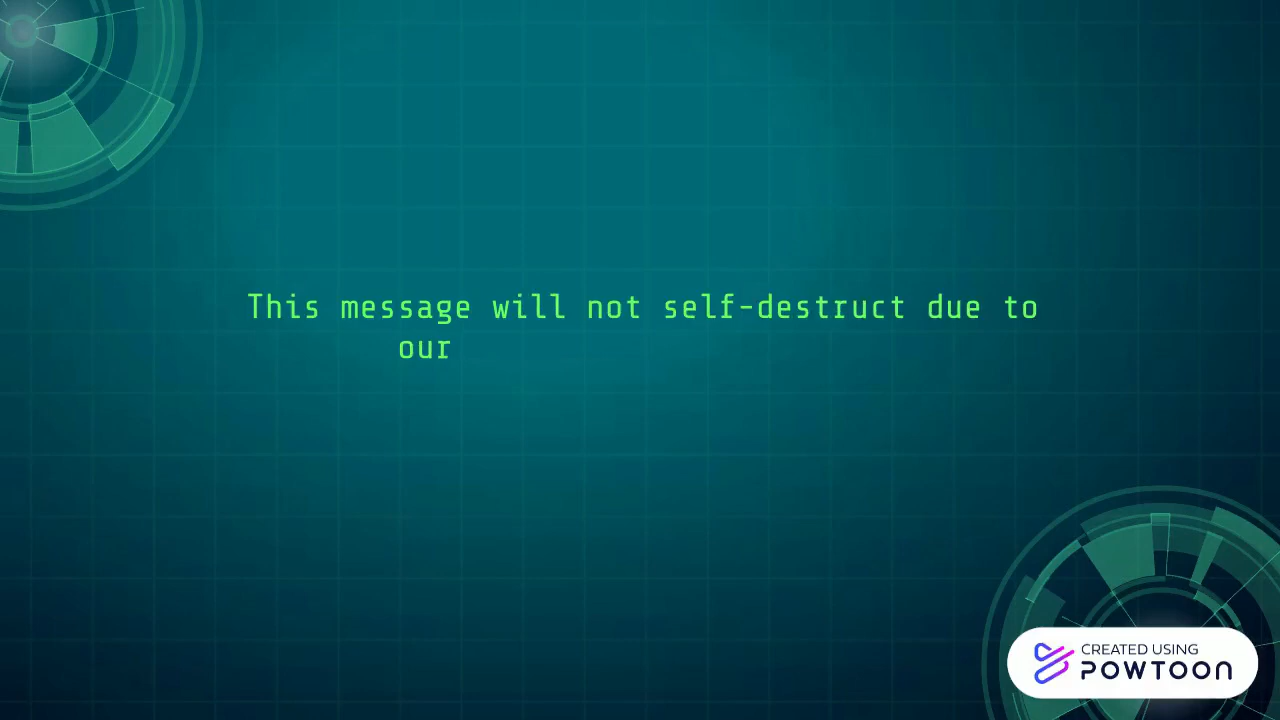 This message will not self-destruct due to
our
CREATED USING
POWTOON